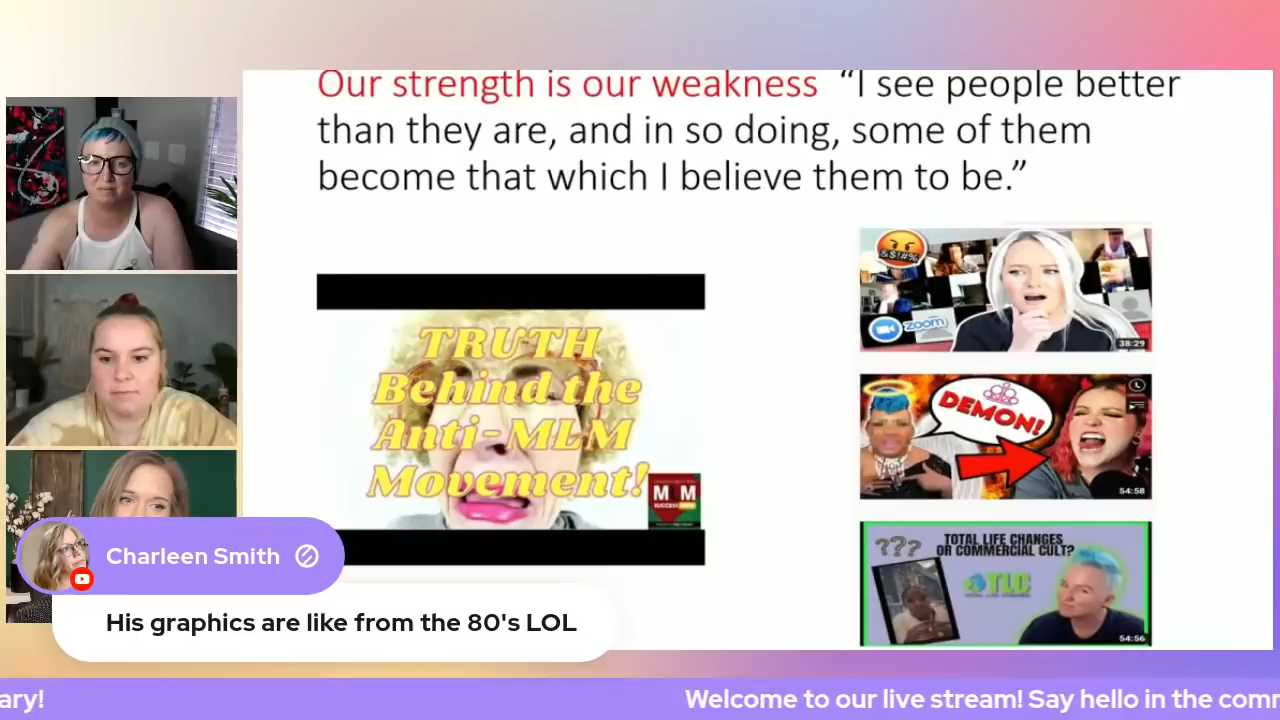 Our strength is our weakness “I see people better
than they are, and in so doing, some of them
become that which I believe them to be.”
TRUTH
Behind the
Anti-MLM
Movement!
&$!#%
zoom
38:29
DEMON!
54:58
???
TOTAL LIFE CHANGES
OR COMMERCIAL CULT?
TLC
54:56
Charleen Smith
His graphics are like from the 80's LOL
ary!
Welcome to our live stream! Say hello in the comm